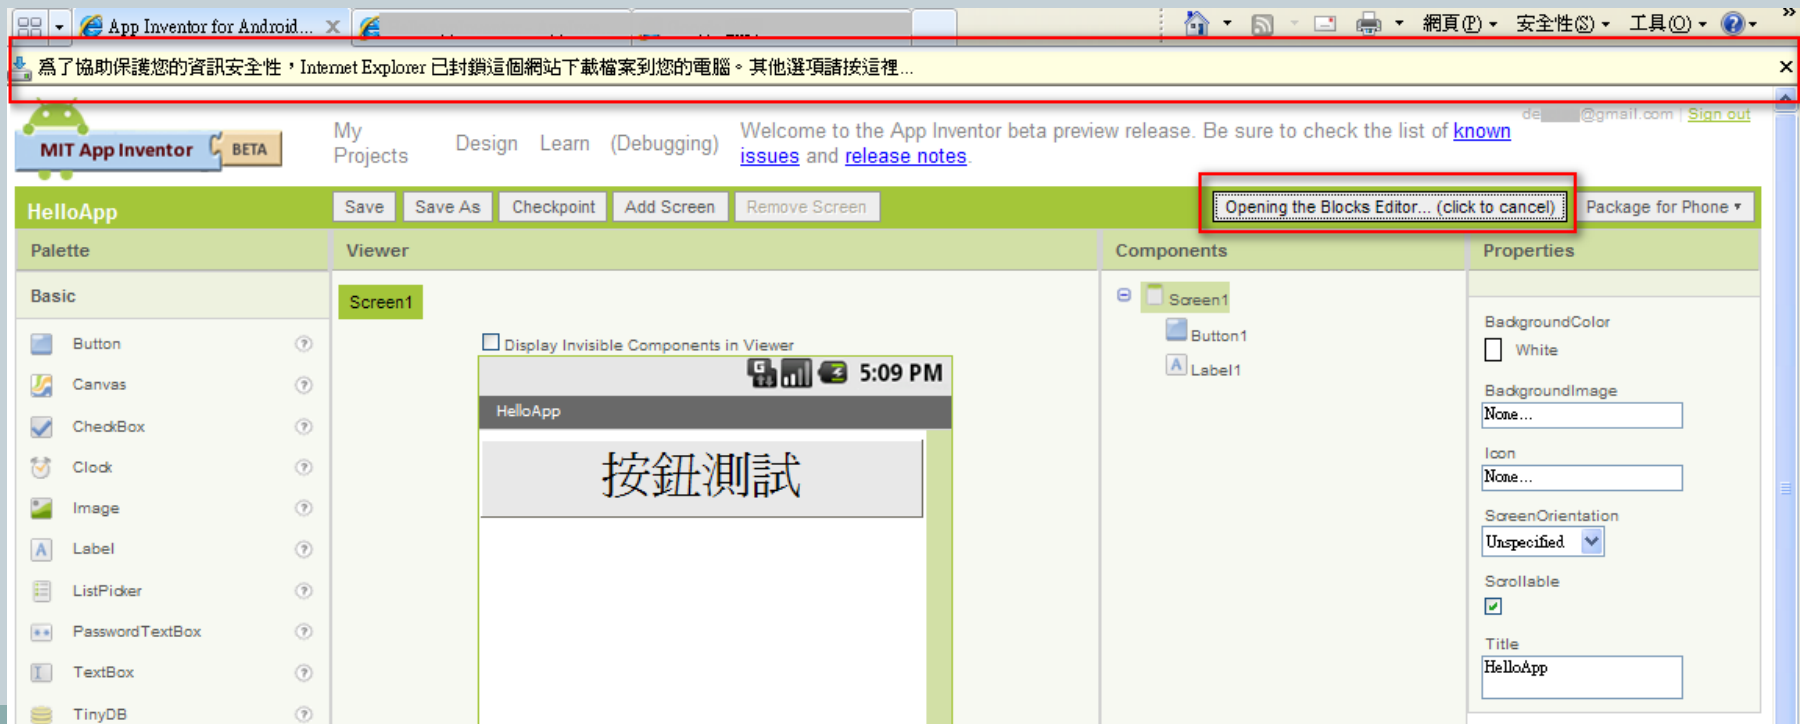 App Inventor for Android...
網頁(P)
安全性(S)
工具(O)
為了協助保護您的資訊安全性，Internet Explorer 已封鎖這個網站下載檔案到您的電腦。其他選項請按這裡...
de @gmail.com | Sign out
MIT App Inventor BETA
My Projects
Design
Learn
(Debugging)
Welcome to the App Inventor beta preview release. Be sure to check the list of known
issues and release notes.
HelloApp
Save
Save As
Checkpoint
Add Screen
Remove Screen
Opening the Blocks Editor... (click to cancel)
Package for Phone
Palette
Viewer
Components
Properties
Basic
Button
Canvas
CheckBox
Clock
Image
Label
ListPicker
PasswordTextBox
TextBox
TinyDB
Screen1
Display Invisible Components in Viewer
5:09 PM
HelloApp
按鈕測試
Screen1
Button1
Label1
BackgroundColor
White
BackgroundImage
None...
Icon
None...
ScreenOrientation
Unspecified
Scrollable
Title
HelloApp